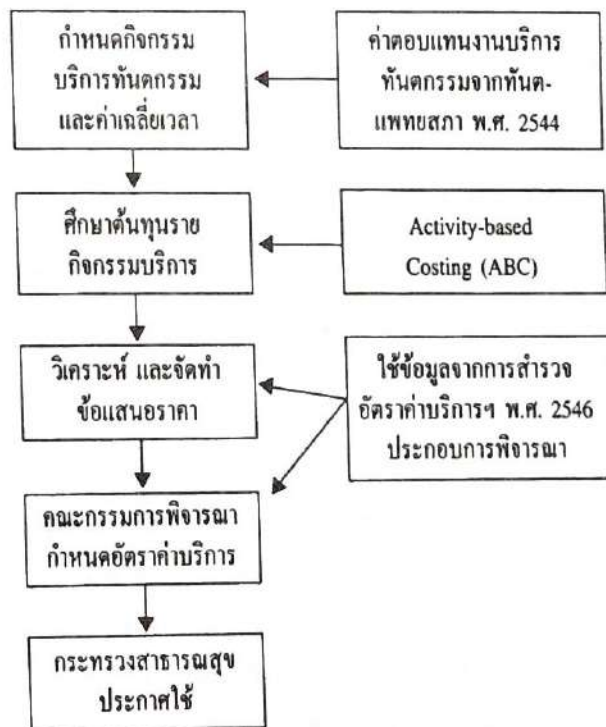 กำหนดกิจกรรม
บริการทันตกรรม
และค่าเฉลี่ยเวลา
ค่าตอบแทนงานบริการ
ทันตกรรมจากทันต-
แพทยสภา พ.ศ. 2544
ศึกษาต้นทุนราย
กิจกรรมบริการ
Activity-based
Costing (ABC)
วิเคราะห์ และจัดทำ
ข้อเสนอราคา
ใช้ข้อมูลจากการสำรวจ
อัตราค่าบริการฯ พ.ศ. 2546
ประกอบการพิจารณา
คณะกรรมการพิจารณา
กำหนดอัตราค่าบริการ
กระทรวงสาธารณสุข
ประกาศใช้